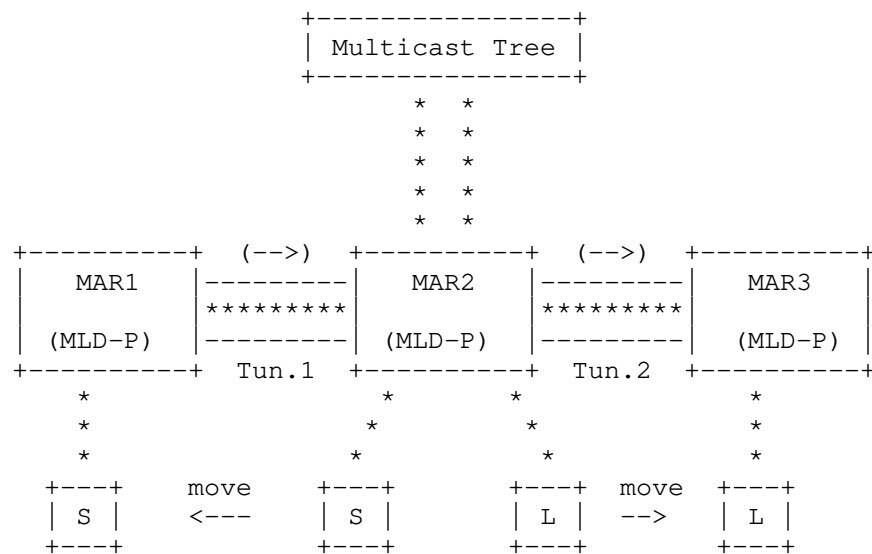 Multicast Tree
(-->) (-->)
MAR1 MAR2 MAR3
(MLD-P) (MLD-P) (MLD-P)
Tun.1 Tun.2
move move
S <--- S L --> L